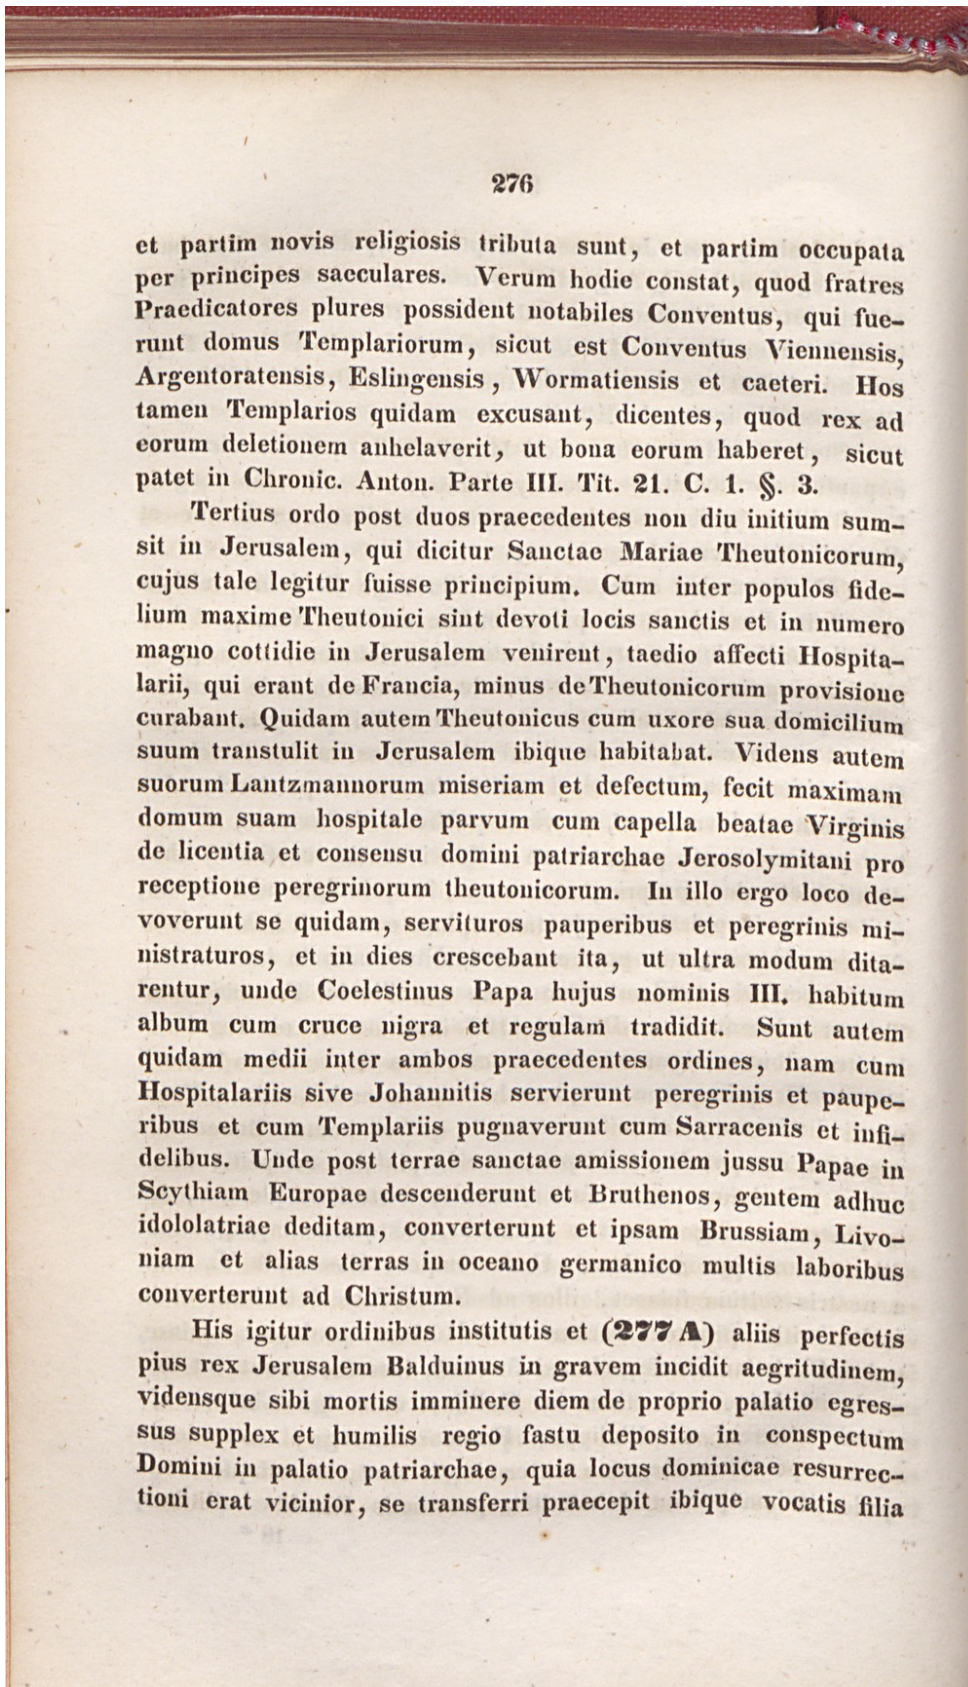 276
et partim novis religiosis tributa sunt, et partim occupata
per principes saeculares. Verum hodie constat, quod fratres
Praedicatores plures possident notabiles Conventus, qui fue-
runt domus Templariorum, sicut est Conventus Viennensis,
Argentoratensis, Eslingensis, Wormatiensis et caeteri. Hos
tamen Templarios quidam excusant, dicentes, quod rex ad
eorum deletionem anhelaverit, ut bona eorum haberet, sicut
patet in Chronic. Anton. Parte III. Tit. 21. C. 1. §. 3.
Tertius ordo post duos praecedentes non diu initium sum-
sit in Jerusalem, qui dicitur Sanctae Mariae Theutonicorum,
cujus tale legitur fuisse principium. Cum inter populos fide-
lium maxime Theutonici sint devoti locis sanctis et in numero
magno cottidie in Jerusalem venirent, taedio affecti Hospita-
larii, qui erant de Francia, minus de Theutonicorum provisione
curabant. Quidam autem Theutonicus cum uxore sua domicilium
suum transtulit in Jerusalem ibique habitabat. Videns autem
suorum Lantzmannorum miseriam et defectum, fecit maximam
domum suam hospitale parvum cum capella beatae Virginis
de licentia et consensu domini patriarchae Jerosolymitani pro
receptione peregrinorum theutonicorum. In illo ergo loco de-
voverunt se quidam, servituros pauperibus et peregrinis mi-
nistraturos, et in dies crescebant ita, ut ultra modum dita-
rentur, unde Coelestinus Papa hujus nominis III. habitum
album cum cruce nigra et regulam tradidit. Sunt autem
quidam medii inter ambos praecedentes ordines, nam cum
Hospitalariis sive Johannitis servierunt peregrinis et paupe-
ribus et cum Templariis pugnaverunt cum Sarracenis et infi-
delibus. Unde post terrae sanctae amissionem jussu Papae in
Scythiam Europae descenderunt et Bruthenos, gentem adhuc
idololatriae deditam, converterunt et ipsam Brussiam, Livo-
niam et alias terras in oceano germanico multis laboribus
converterunt ad Christum.
His igitur ordinibus institutis et (277 A) aliis perfectis
pius rex Jerusalem Balduinus in gravem incidit aegritudinem,
vidensque sibi mortis imminere diem de proprio palatio egres-
sus supplex et humilis regio fastu deposito in conspectum
Domini in palatio patriarchae, quia locus dominicae resurrec-
tioni erat vicinior, se transferri praecepit ibique vocatis filia